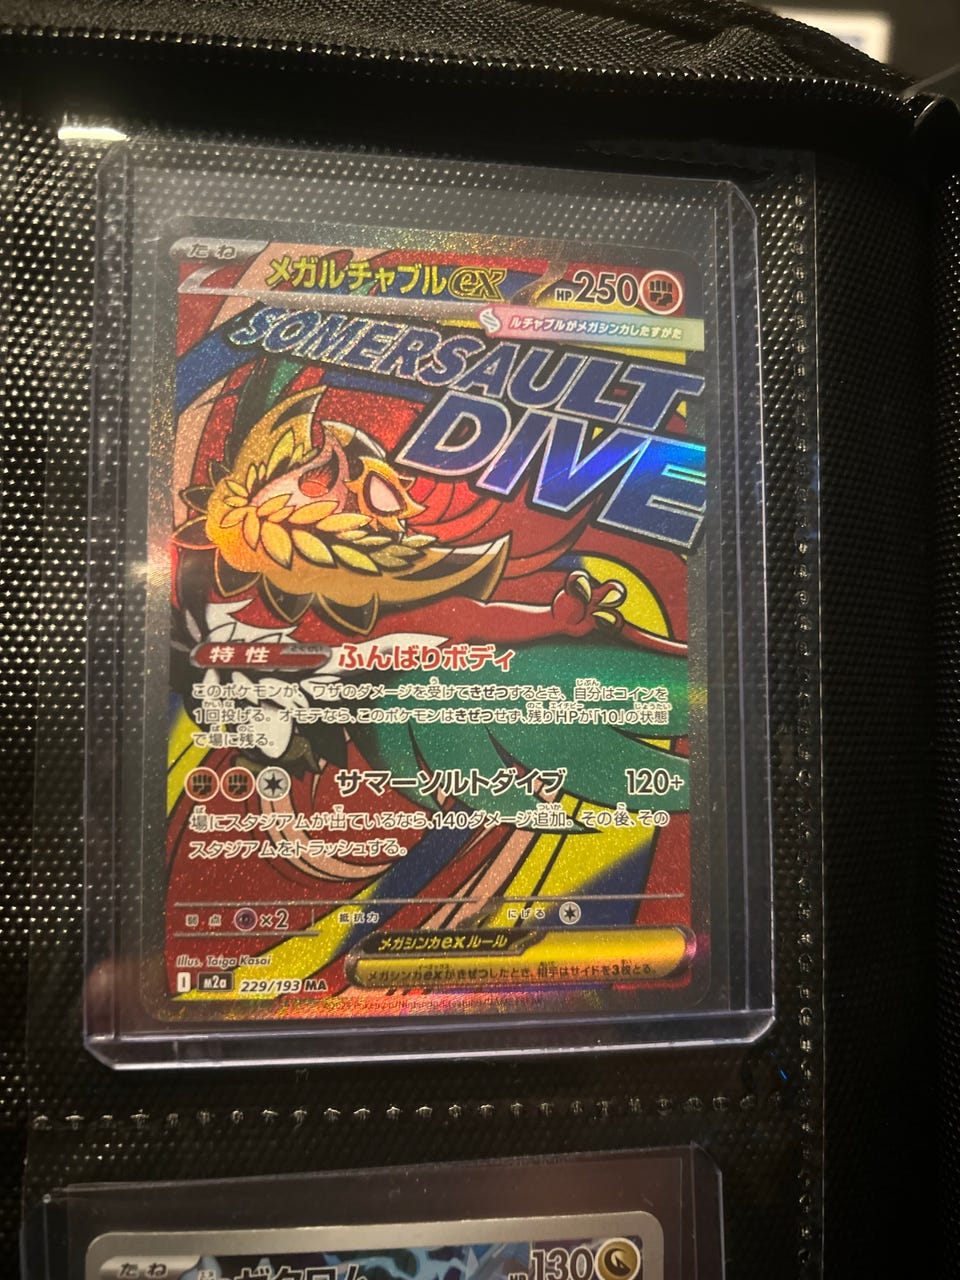 たね
メガルチャブルex HP 250
ルチャブルがメガシンカしたすがた
SOMERSAULT
DIVE
特性 とくせい ふんばりボディ
このポケモンが、ワザのダメージを受けてきぜつするとき、自分はコインを
1回投げる。オモテなら、このポケモンはきぜつせず、残りHPが「10」の状態
で場に残る。
サマーソルトダイブ 120+
場にスタジアムが出ているなら、140ダメージ追加。その後、その
スタジアムをトラッシュする。
弱点 ×2 抵抗力 にげる
メガシンカexルール
メガシンカexがきぜつしたとき、相手はサイドを3枚とる。
Illus. Taiga Kasai
I M2a 229/193 MA
たね
HP 130